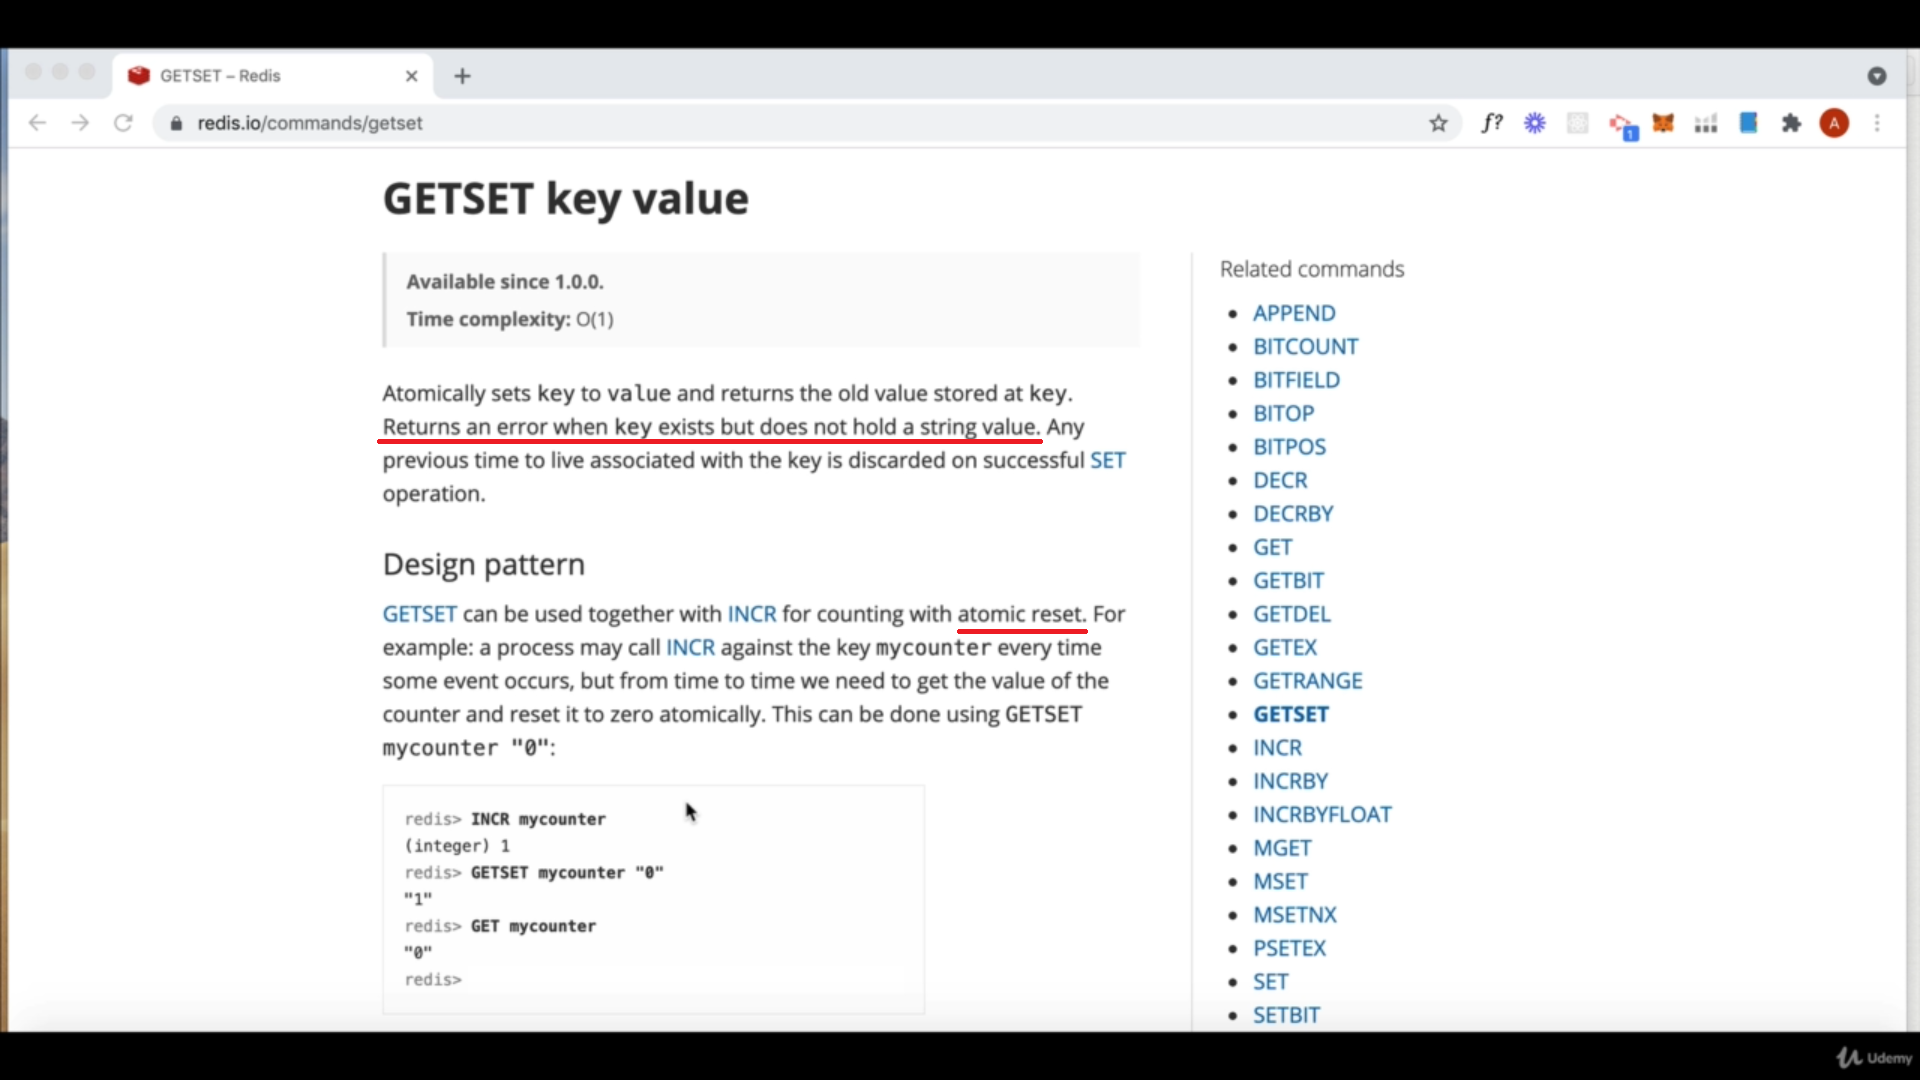 GETSET – Redis
redis.io/commands/getset
f?
1
A
GETSET key value
Available since 1.0.0.
Time complexity: O(1)
Atomically sets key to value and returns the old value stored at key.
Returns an error when key exists but does not hold a string value. Any
previous time to live associated with the key is discarded on successful SET
operation.
Design pattern
GETSET can be used together with INCR for counting with atomic reset. For
example: a process may call INCR against the key mycounter every time
some event occurs, but from time to time we need to get the value of the
counter and reset it to zero atomically. This can be done using GETSET
mycounter "0":
redis> INCR mycounter
(integer) 1
redis> GETSET mycounter "0"
"1"
redis> GET mycounter
"0"
redis>
Related commands
APPEND
BITCOUNT
BITFIELD
BITOP
BITPOS
DECR
DECRBY
GET
GETBIT
GETDEL
GETEX
GETRANGE
GETSET
INCR
INCRBY
INCRBYFLOAT
MGET
MSET
MSETNX
PSETEX
SET
SETBIT
Udemy